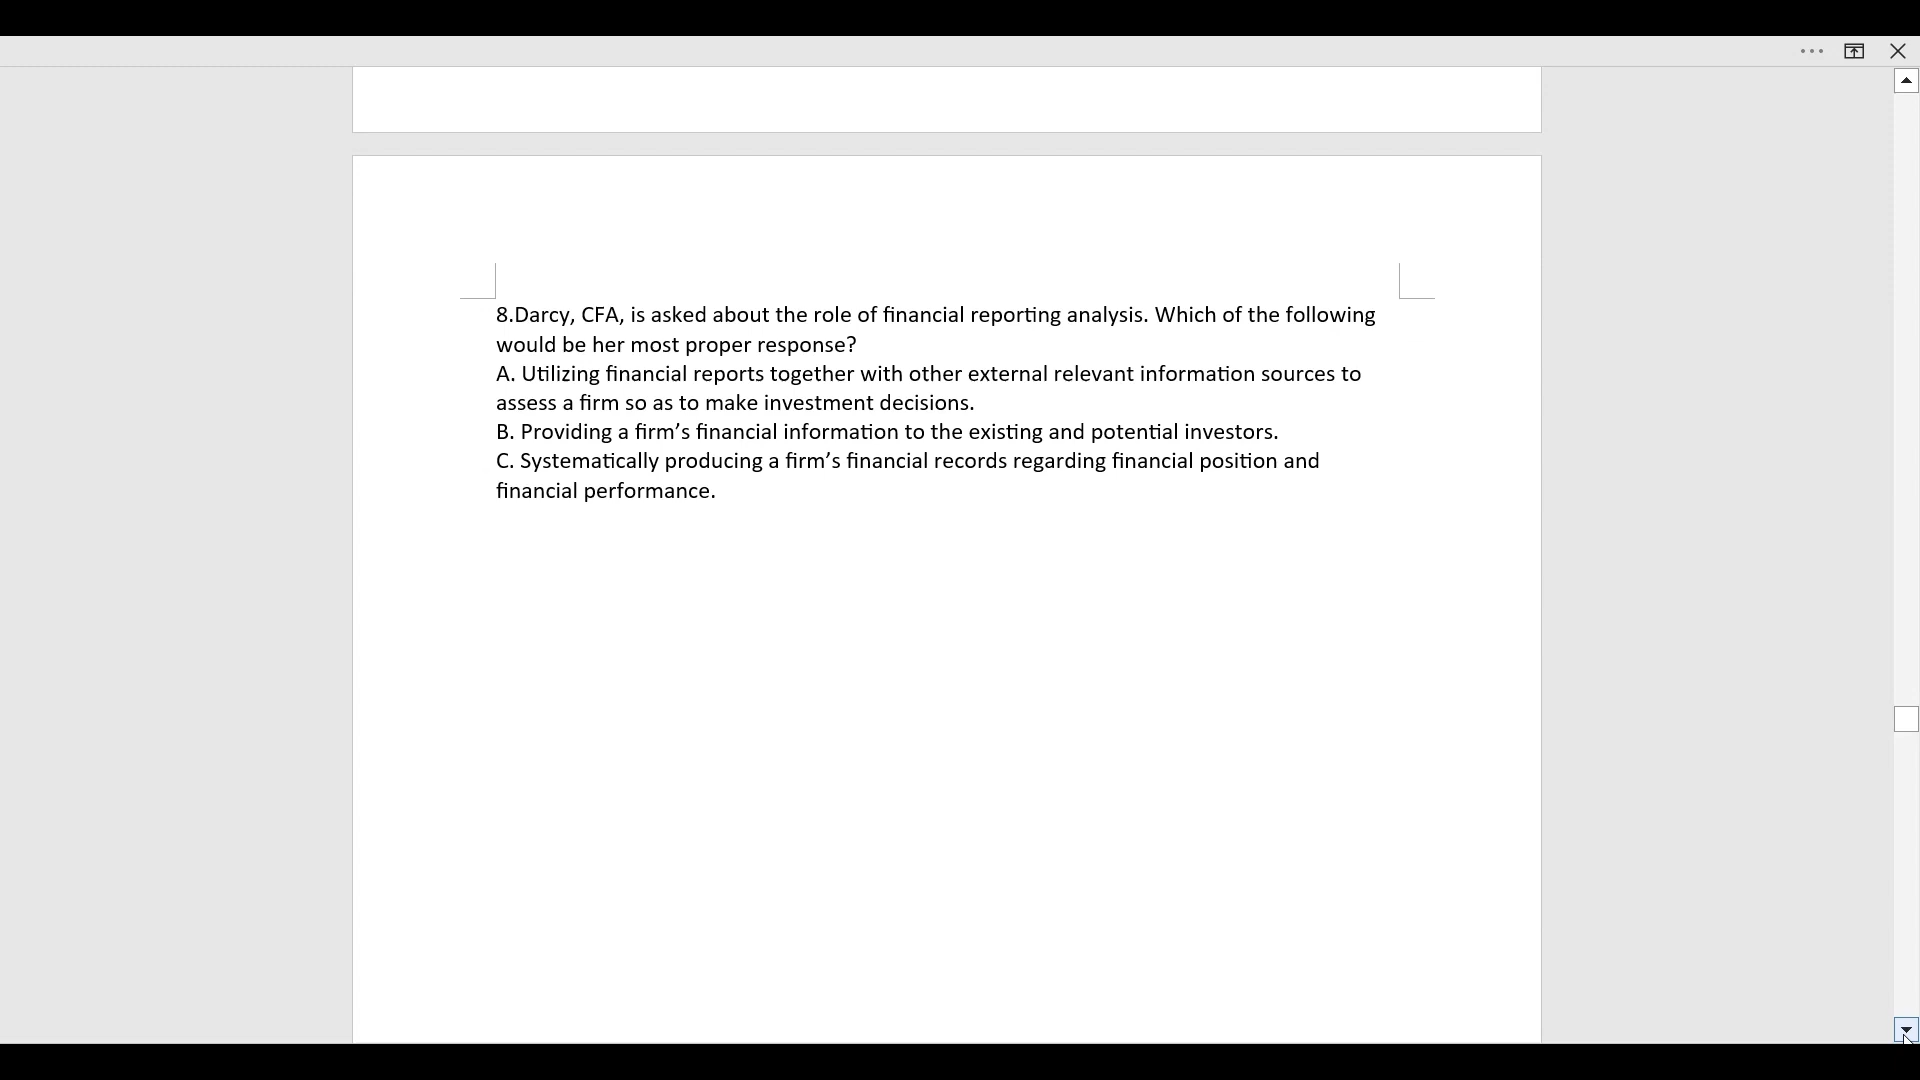 8.Darcy, CFA, is asked about the role of financial reporting analysis. Which of the following
would be her most proper response?
A. Utilizing financial reports together with other external relevant information sources to
assess a firm so as to make investment decisions.
B. Providing a firm’s financial information to the existing and potential investors.
C. Systematically producing a firm’s financial records regarding financial position and
financial performance.